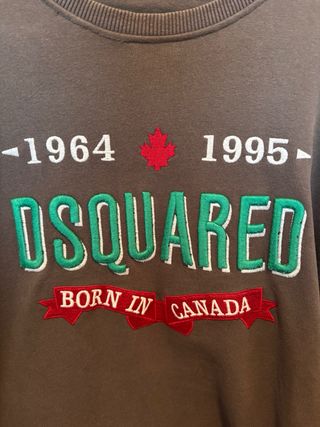 1964 1995
DSQUARED
BORN IN CANADA